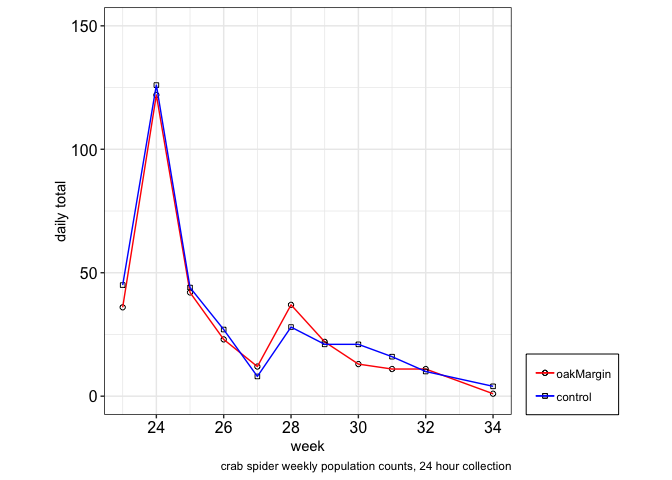 150
100
50
0
daily total
24 26 28 30 32 34
week
oakMargin
control
crab spider weekly population counts, 24 hour collection